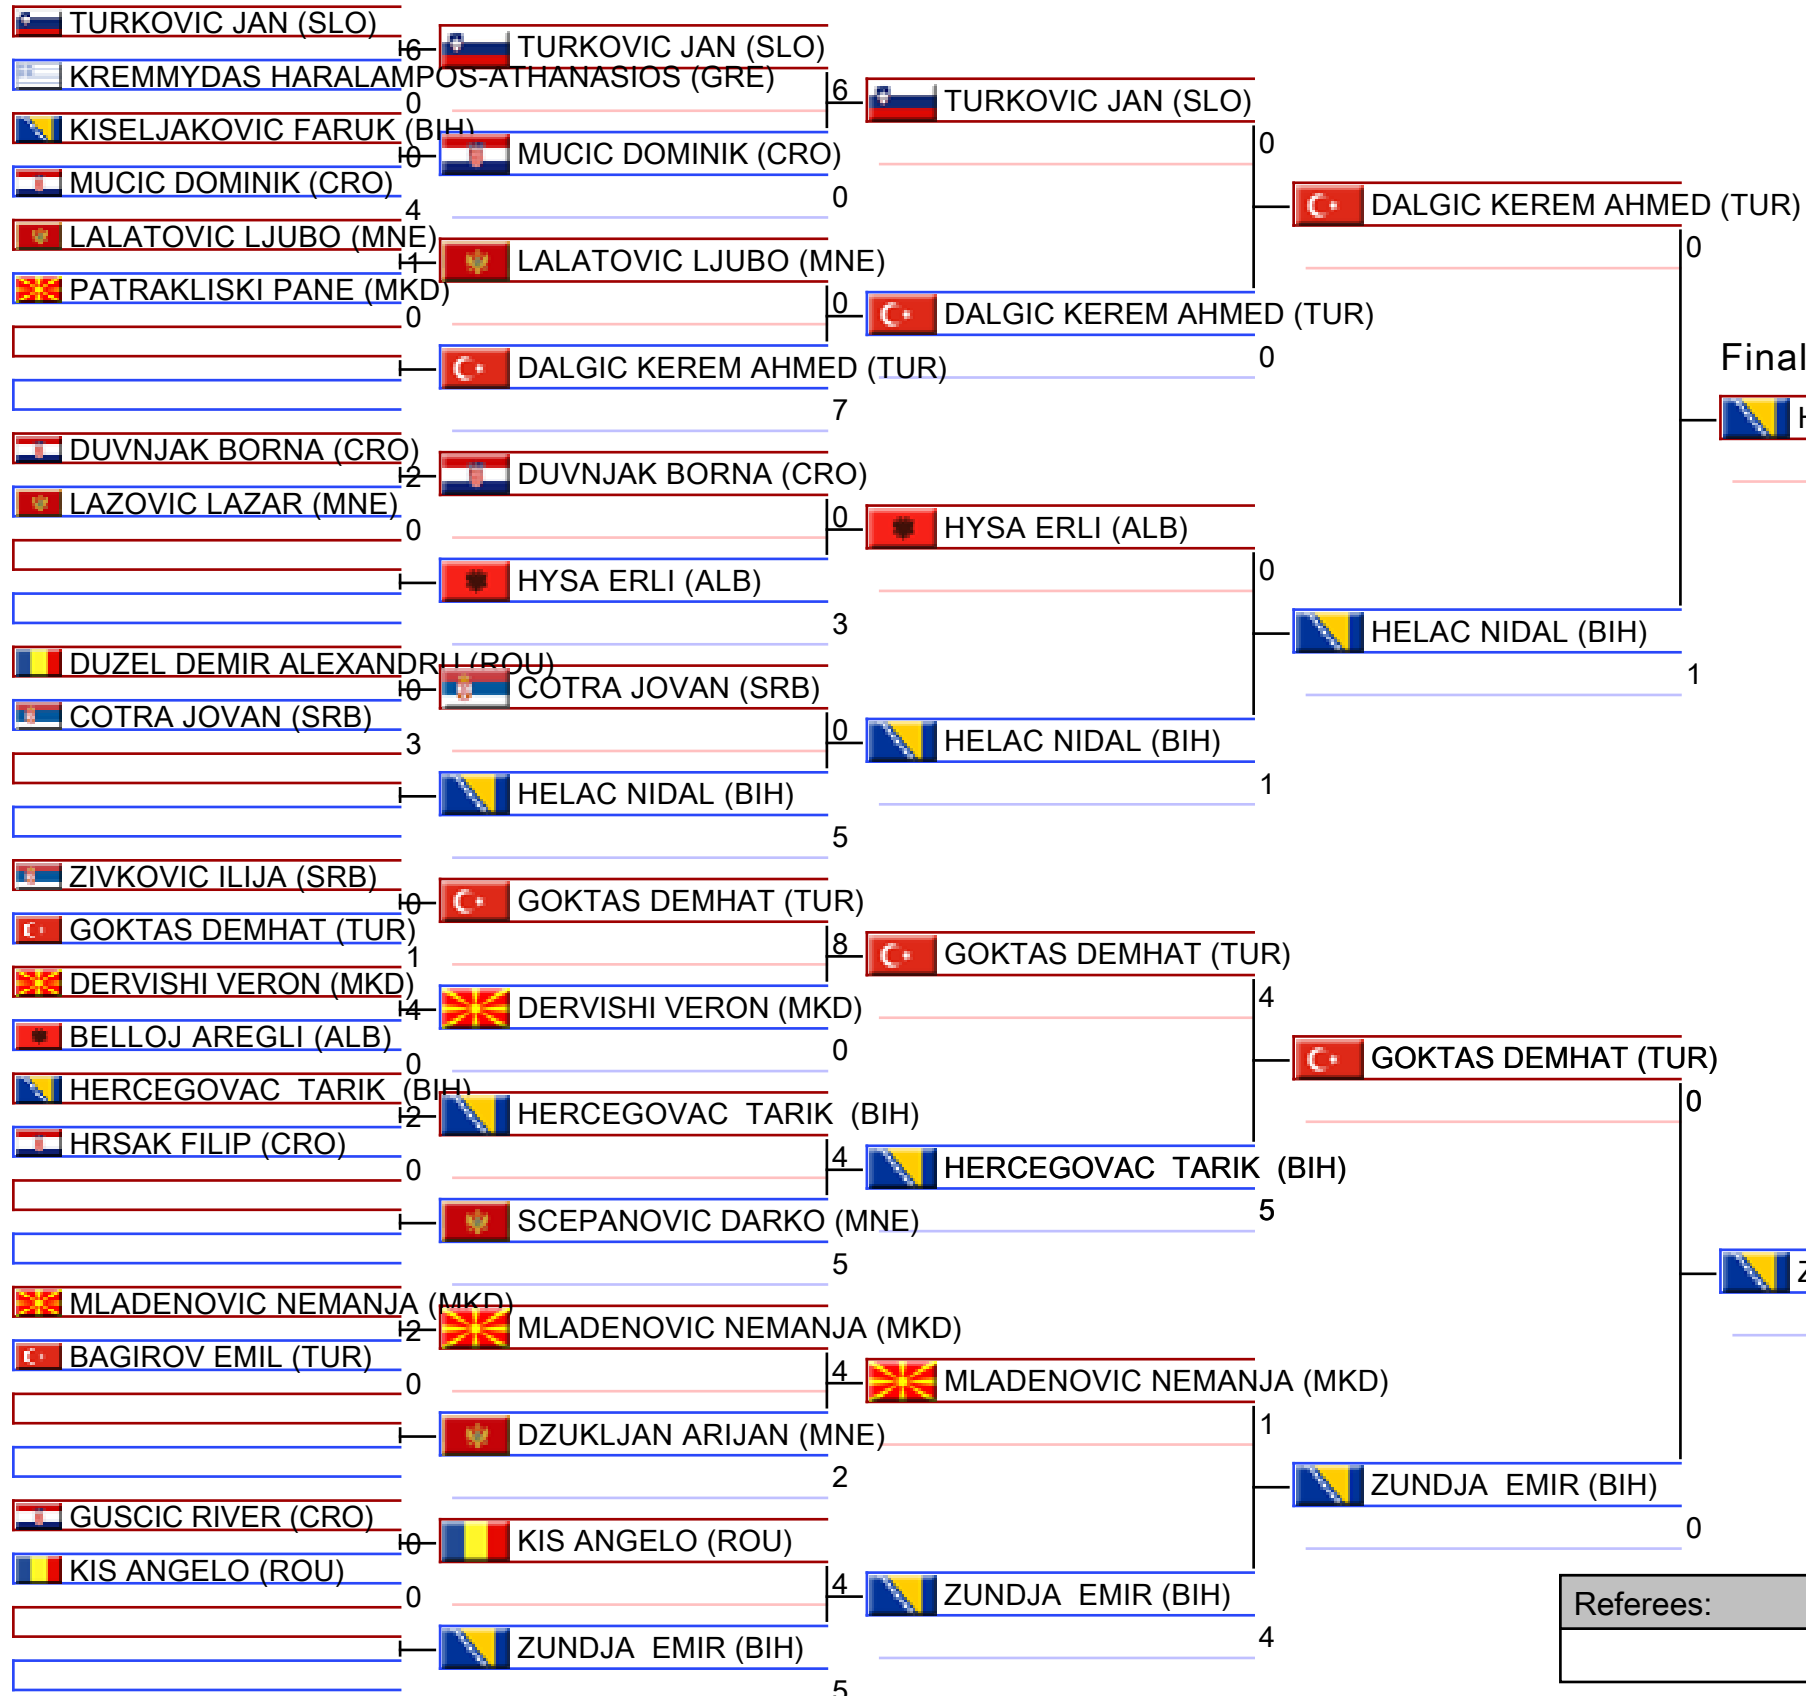 TURKOVIC JAN (SLO)
6
KREMMYDAS HARALAMPOS-ATHANASIOS (GRE)
0
KISELJAKOVIC FARUK (BIH)
0
MUCIC DOMINIK (CRO)
4
LALATOVIC LJUBO (MNE)
1
PATRAKLISKI PANE (MKD)
0
DUVNJAK BORNA (CRO)
2
LAZOVIC LAZAR (MNE)
0
DUZEL DEMIR ALEXANDRU (ROU)
0
COTRA JOVAN (SRB)
3
ZIVKOVIC ILIJA (SRB)
0
GOKTAS DEMHAT (TUR)
1
DERVISHI VERON (MKD)
4
BELLOJ AREGLI (ALB)
0
HERCEGOVAC TARIK (BIH)
2
HRSAK FILIP (CRO)
0
MLADENOVIC NEMANJA (MKD)
2
BAGIROV EMIL (TUR)
0
GUSCIC RIVER (CRO)
0
KIS ANGELO (ROU)
0
TURKOVIC JAN (SLO)
6
MUCIC DOMINIK (CRO)
0
LALATOVIC LJUBO (MNE)
0
DALGIC KEREM AHMED (TUR)
7
DUVNJAK BORNA (CRO)
0
HYSA ERLI (ALB)
3
COTRA JOVAN (SRB)
0
HELAC NIDAL (BIH)
5
GOKTAS DEMHAT (TUR)
8
DERVISHI VERON (MKD)
0
HERCEGOVAC TARIK (BIH)
4
SCEPANOVIC DARKO (MNE)
5
MLADENOVIC NEMANJA (MKD)
4
DZUKLJAN ARIJAN (MNE)
2
KIS ANGELO (ROU)
4
ZUNDJA EMIR (BIH)
5
TURKOVIC JAN (SLO)
0
DALGIC KEREM AHMED (TUR)
0
HYSA ERLI (ALB)
0
HELAC NIDAL (BIH)
1
GOKTAS DEMHAT (TUR)
4
HERCEGOVAC TARIK (BIH)
5
MLADENOVIC NEMANJA (MKD)
1
ZUNDJA EMIR (BIH)
4
DALGIC KEREM AHMED (TUR)
0
HELAC NIDAL (BIH)
1
GOKTAS DEMHAT (TUR)
0
ZUNDJA EMIR (BIH)
0
Final
Referees: